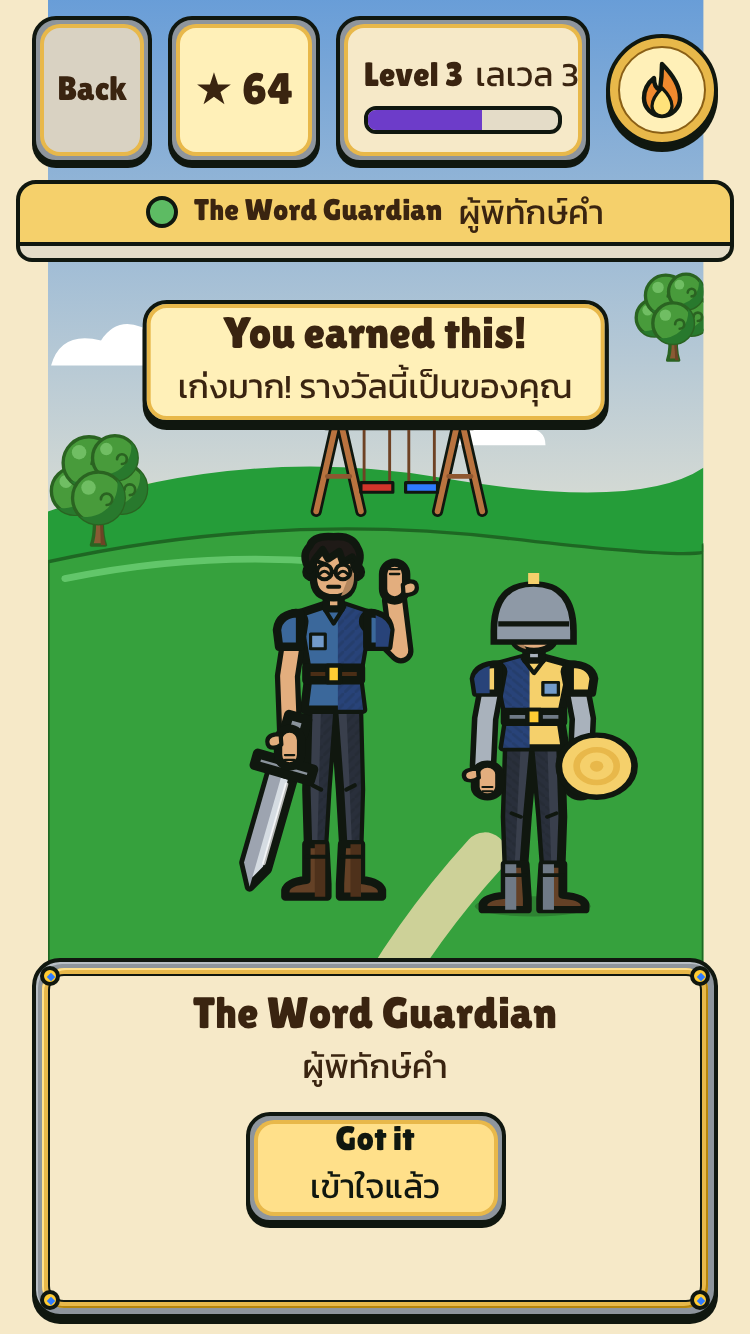 Back
★ 64
Level 3 เลเวล 3
The Word Guardian ผู้พิทักษ์คำ
You earned this!
เก่งมาก! รางวัลนี้เป็นของคุณ
The Word Guardian
ผู้พิทักษ์คำ
Got it
เข้าใจแล้ว